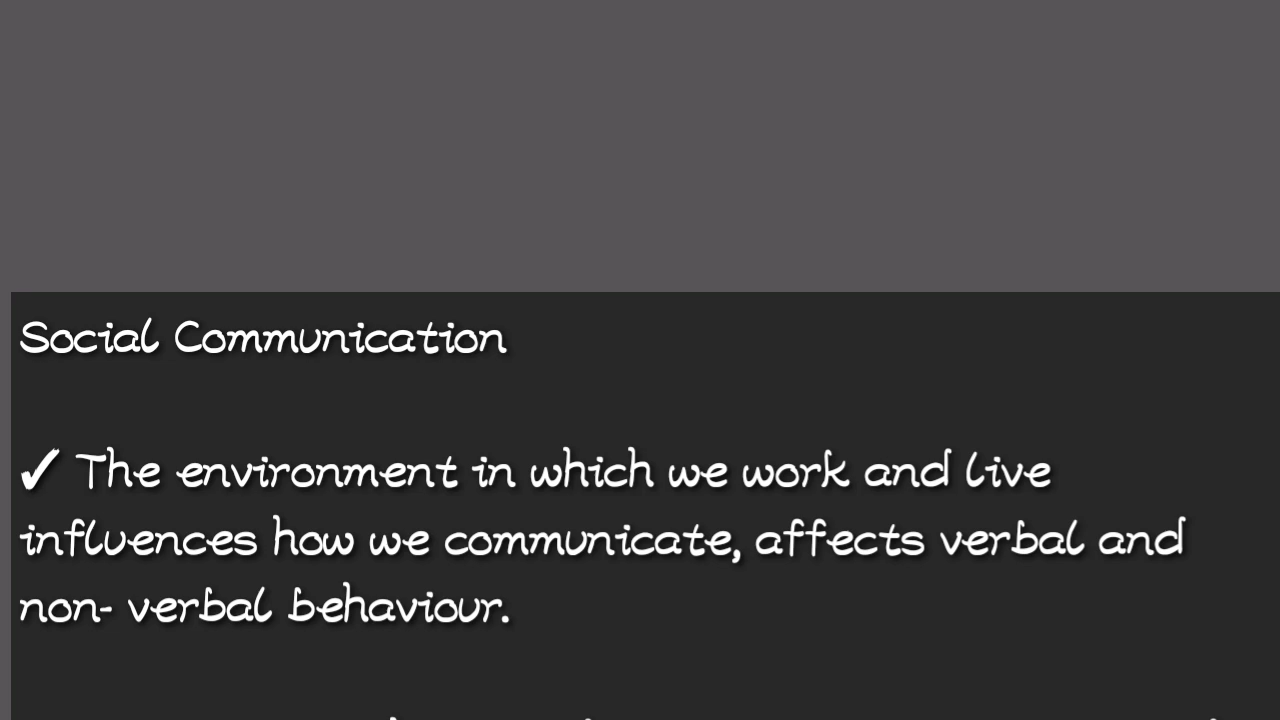 Social Communication
✓ The environment in which we work and live
influences how we communicate, affects verbal and
non- verbal behaviour.